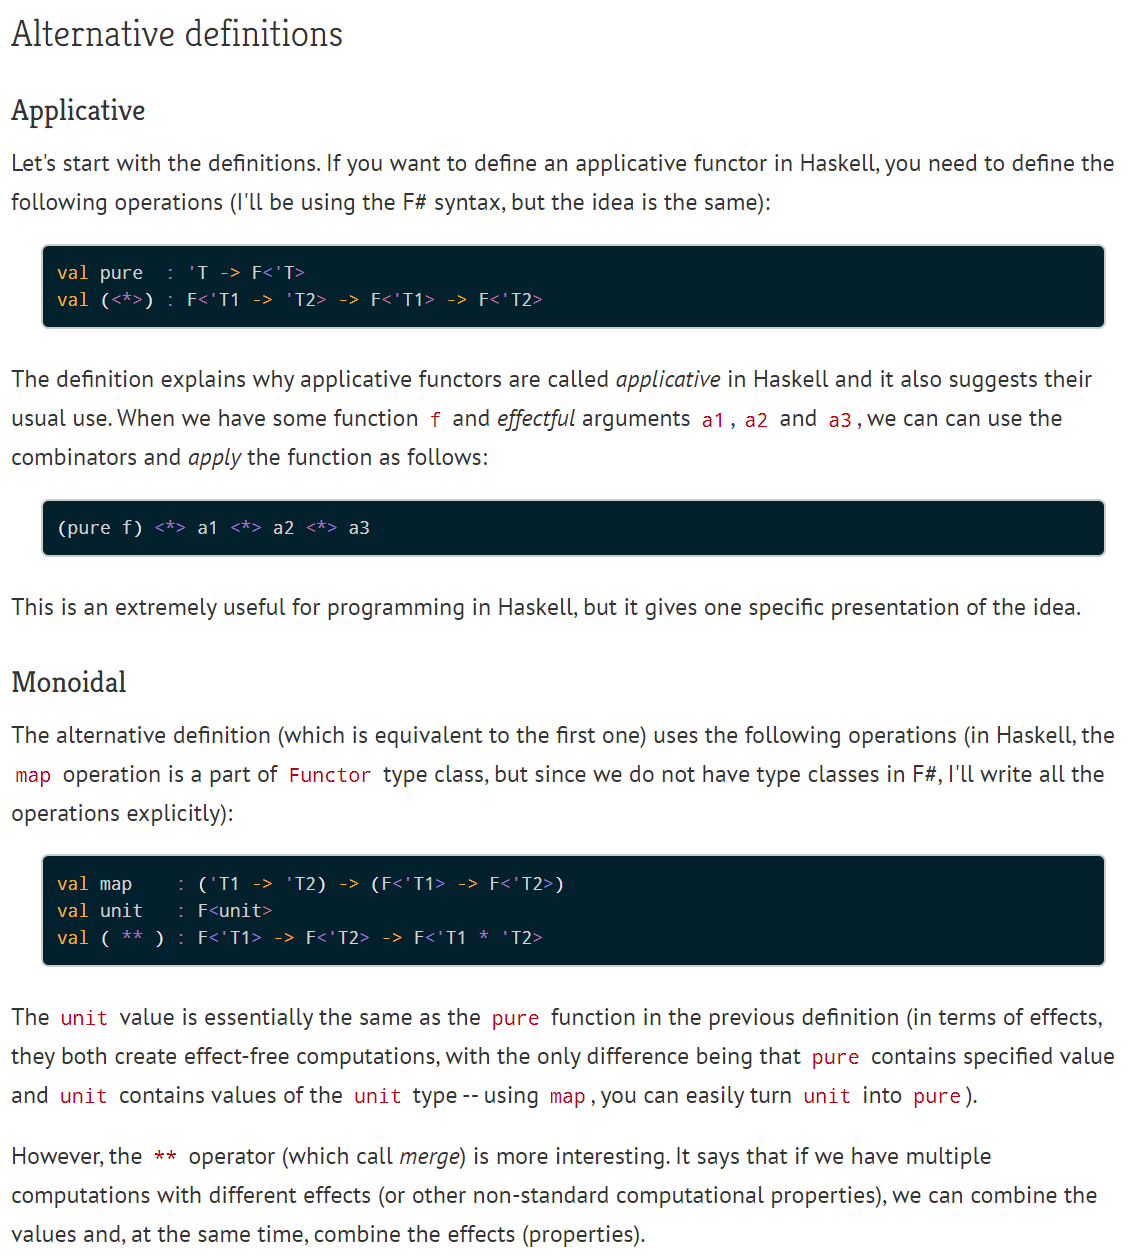 Alternative definitions
Applicative
Let's start with the definitions. If you want to define an applicative functor in Haskell, you need to define the
following operations (I'll be using the F# syntax, but the idea is the same):
val pure  : 'T -> F<'T>
val (<*>) : F<'T1 -> 'T2> -> F<'T1> -> F<'T2>
The definition explains why applicative functors are called applicative in Haskell and it also suggests their
usual use. When we have some function f and effectful arguments a1, a2 and a3, we can can use the
combinators and apply the function as follows:
(pure f) <*> a1 <*> a2 <*> a3
This is an extremely useful for programming in Haskell, but it gives one specific presentation of the idea.
Monoidal
The alternative definition (which is equivalent to the first one) uses the following operations (in Haskell, the
map operation is a part of Functor type class, but since we do not have type classes in F#, I'll write all the
operations explicitly):
val map    : ('T1 -> 'T2) -> (F<'T1> -> F<'T2>)
val unit   : F<unit>
val ( ** ) : F<'T1> -> F<'T2> -> F<'T1 * 'T2>
The unit value is essentially the same as the pure function in the previous definition (in terms of effects,
they both create effect-free computations, with the only difference being that pure contains specified value
and unit contains values of the unit type -- using map, you can easily turn unit into pure).
However, the ** operator (which call merge) is more interesting. It says that if we have multiple
computations with different effects (or other non-standard computational properties), we can combine the
values and, at the same time, combine the effects (properties).